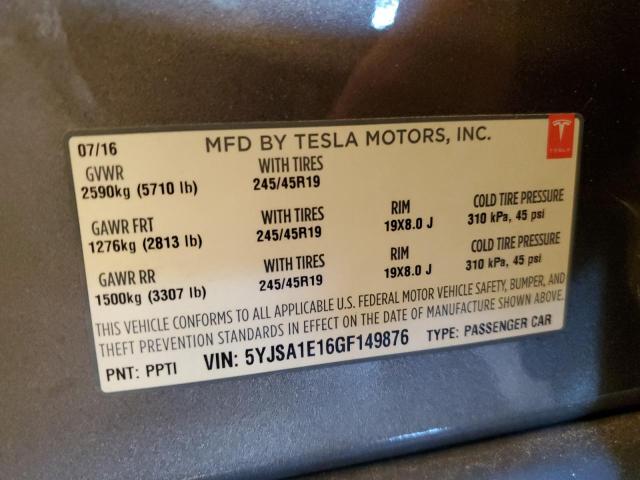 07/16 MFD BY TESLA MOTORS, INC. TESLA
GVWR WITH TIRES
2590kg (5710 lb) 245/45R19
GAWR FRT WITH TIRES RIM COLD TIRE PRESSURE
1276kg (2813 lb) 245/45R19 19X8.0 J 310 kPa, 45 psi
GAWR RR WITH TIRES RIM COLD TIRE PRESSURE
1500kg (3307 lb) 245/45R19 19X8.0 J 310 kPa, 45 psi
THIS VEHICLE CONFORMS TO ALL APPLICABLE U.S. FEDERAL MOTOR VEHICLE SAFETY, BUMPER, AND
THEFT PREVENTION STANDARDS IN EFFECT ON THE DATE OF MANUFACTURE SHOWN ABOVE.
PNT: PPTI VIN: 5YJSA1E16GF149876 TYPE: PASSENGER CAR